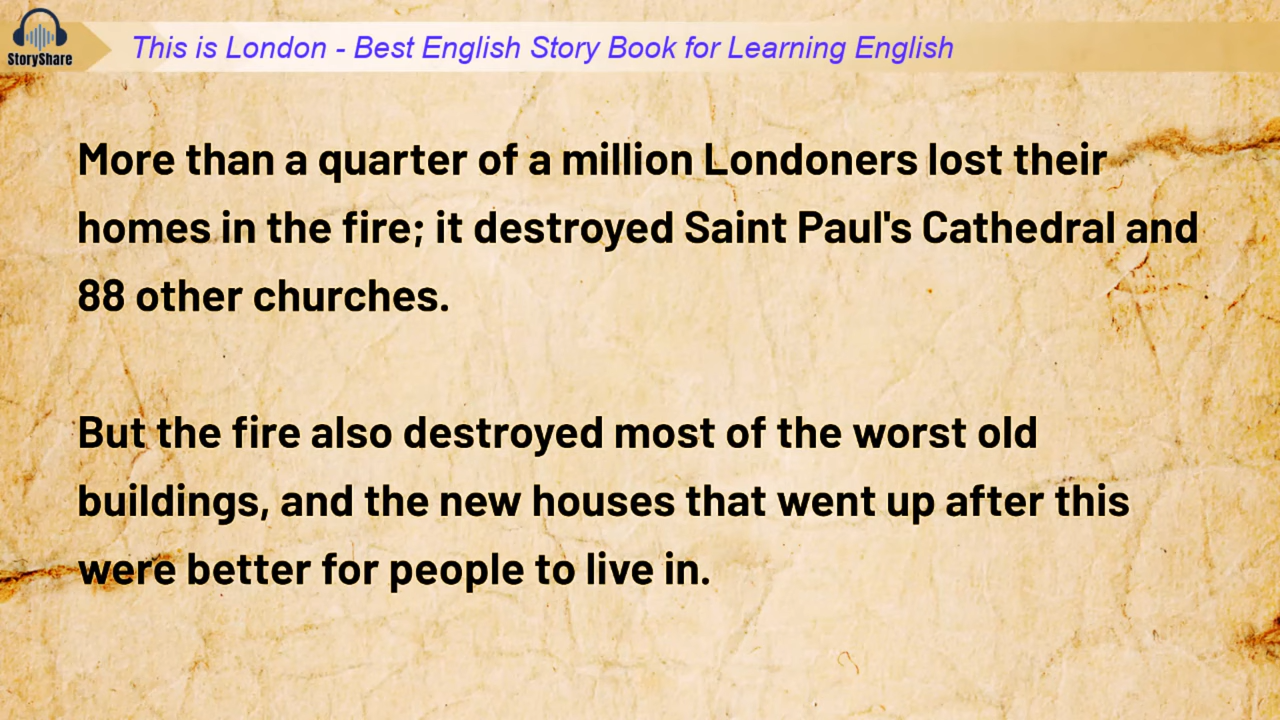 StoryShare
This is London - Best English Story Book for Learning English
More than a quarter of a million Londoners lost their
homes in the fire; it destroyed Saint Paul's Cathedral and
88 other churches.
But the fire also destroyed most of the worst old
buildings, and the new houses that went up after this
were better for people to live in.